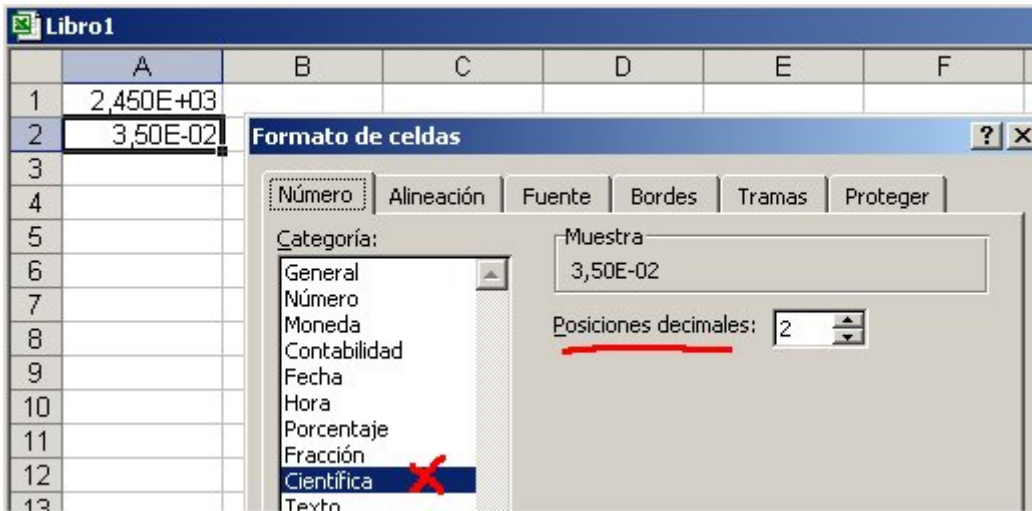 Libro1
A B C D E F
1 2,450E+03
2 3,50E-02
Formato de celdas ? X
3
4
5
6
7
8
9
10
11
12
13
Número Alineación Fuente Bordes Tramas Proteger
Categoría:
General
Número
Moneda
Contabilidad
Fecha
Hora
Porcentaje
Fracción
Científica
Texto
Muestra
3,50E-02
Posiciones decimales: 2